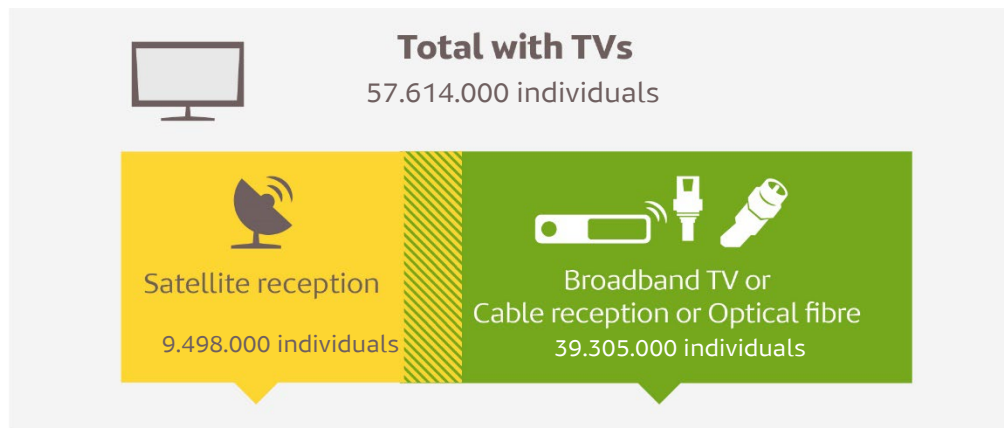 Total with TVs
57.614.000 individuals
Satellite reception
9.498.000 individuals
Broadband TV or
Cable reception or Optical fibre
39.305.000 individuals